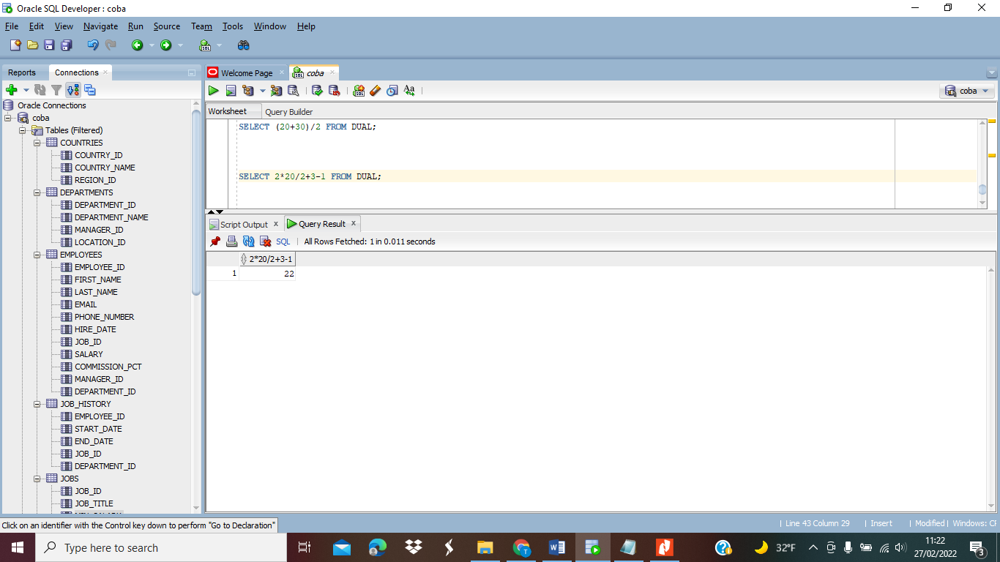 Oracle SQL Developer : coba
File Edit View Navigate Run Source Team Tools Window Help
Reports Connections
Oracle Connections
coba
Tables (Filtered)
COUNTRIES
COUNTRY_ID
COUNTRY_NAME
REGION_ID
DEPARTMENTS
DEPARTMENT_ID
DEPARTMENT_NAME
MANAGER_ID
LOCATION_ID
EMPLOYEES
EMPLOYEE_ID
FIRST_NAME
LAST_NAME
EMAIL
PHONE_NUMBER
HIRE_DATE
JOB_ID
SALARY
COMMISSION_PCT
MANAGER_ID
DEPARTMENT_ID
JOB_HISTORY
EMPLOYEE_ID
START_DATE
END_DATE
JOB_ID
DEPARTMENT_ID
JOBS
JOB_ID
JOB_TITLE
Welcome Page coba
coba
Worksheet Query Builder
SELECT (20+30)/2 FROM DUAL;
SELECT 2*20/2+3-1 FROM DUAL;
Script Output Query Result
SQL All Rows Fetched: 1 in 0.011 seconds
2*20/2+3-1
1 22
Click on an identifier with the Control key down to perform "Go to Declaration"
Line 43 Column 29 Insert Modified Windows: CF
Type here to search
32°F
11:22
27/02/2022
3